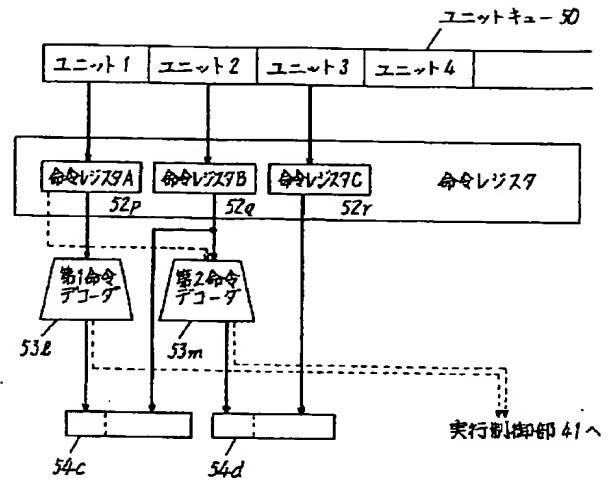 ユニットキュー 50
ユニット1 ユニット2 ユニット3 ユニット4
命令レジスタA 命令レジスタB 命令レジスタC 命令レジスタ
52p 52q 52r
第1命令デコーダ 第2命令デコーダ
53l 53m
実行制御部 41へ
54c 54d